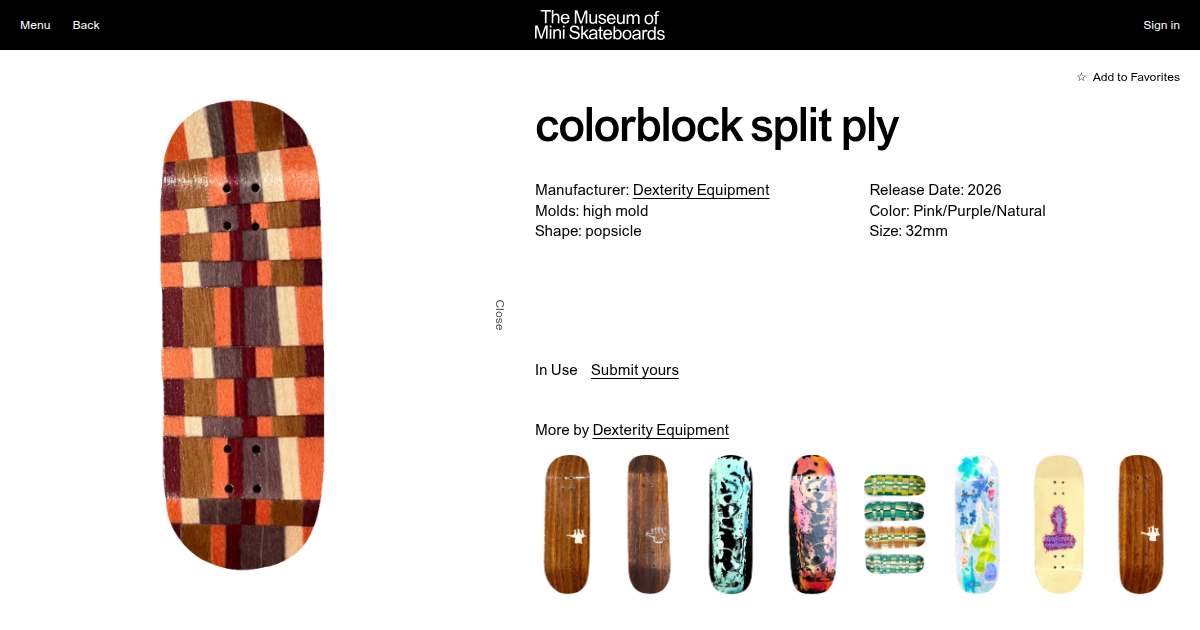 Menu
Back
The Museum of
Mini Skateboards
Sign in
☆ Add to Favorites
colorblock split ply
Manufacturer: Dexterity Equipment
Molds: high mold
Shape: popsicle
Release Date: 2026
Color: Pink/Purple/Natural
Size: 32mm
Close
In Use
Submit yours
More by Dexterity Equipment